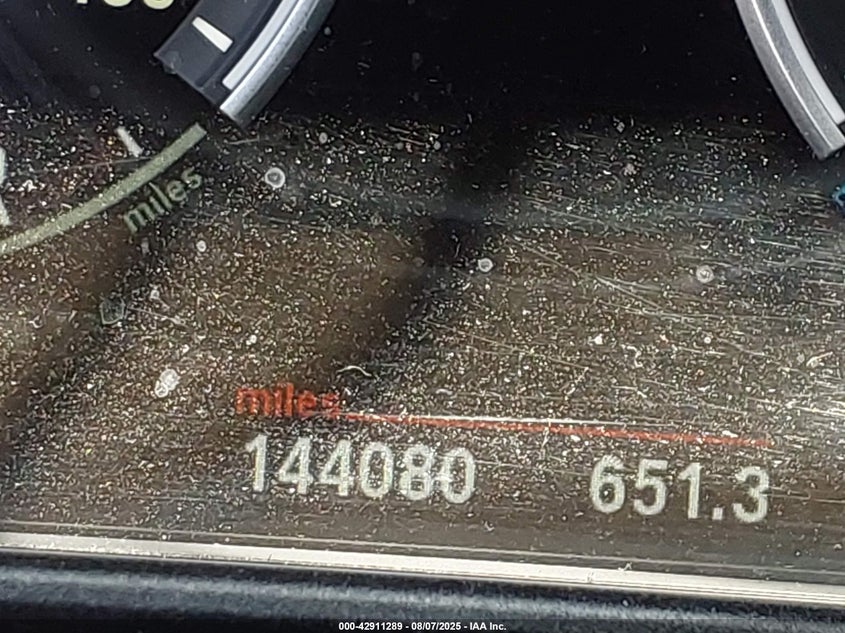 miles
miles
144080 651.3
000-42911289 - 08/07/2025 - IAA Inc.